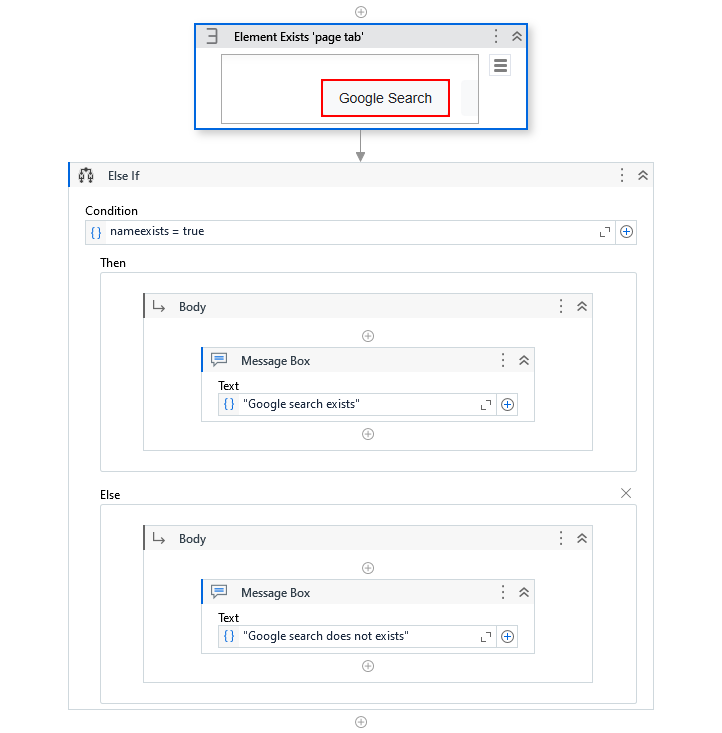 Element Exists 'page tab'
Google Search
Else If
Condition
nameexists = true
Then
Body
Message Box
Text
"Google search exists"
Else
Body
Message Box
Text
"Google search does not exists"